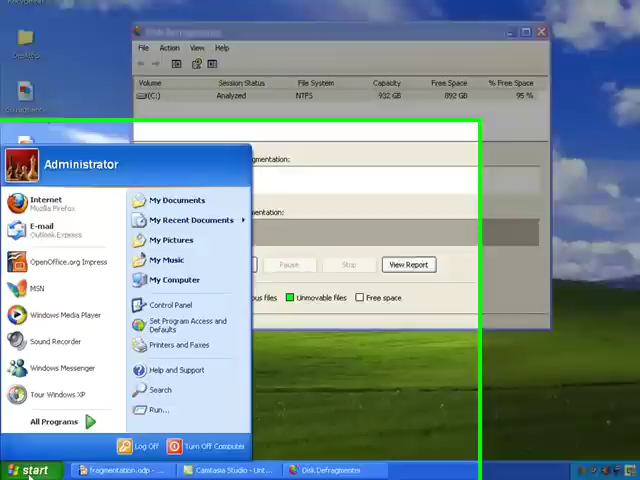 Desktop
Disk Defragmenter
File Action View Help
Volume Session Status File System Capacity Free Space % Free Space
(C:) Analyzed NTFS 932 GB 892 GB 95 %
Administrator
Internet
Mozilla Firefox
E-mail
Outlook Express
OpenOffice.org Impress
MSN
Windows Media Player
Sound Recorder
Windows Messenger
Tour Windows XP
All Programs
My Documents
My Recent Documents
My Pictures
My Music
My Computer
Control Panel
Set Program Access and
Defaults
Printers and Faxes
Help and Support
Search
Run...
Log Off Turn Off Computer
gmentation:
mentation:
Pause Stop View Report
ous files Unmovable files Free space
start fragmentation.odp - ... Camtasia Studio - Unt... Disk Defragmenter